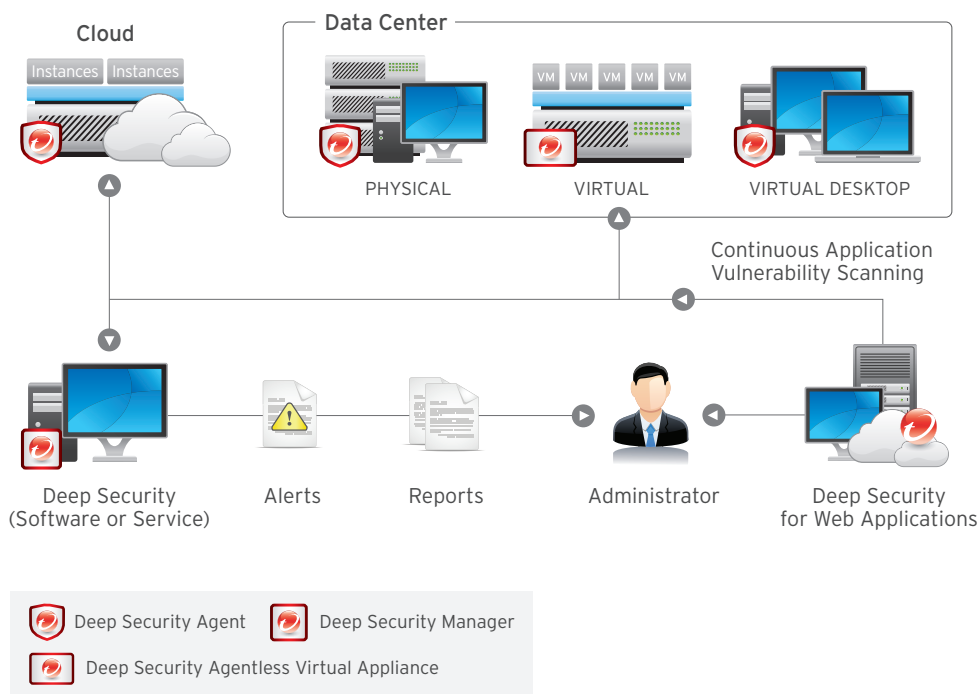 Cloud
Data Center
Instances Instances
VM VM VM VM VM
PHYSICAL
VIRTUAL
VIRTUAL DESKTOP
Continuous Application
Vulnerability Scanning
Deep Security
(Software or Service)
Alerts
Reports
Administrator
Deep Security
for Web Applications
Deep Security Agent
Deep Security Manager
Deep Security Agentless Virtual Appliance